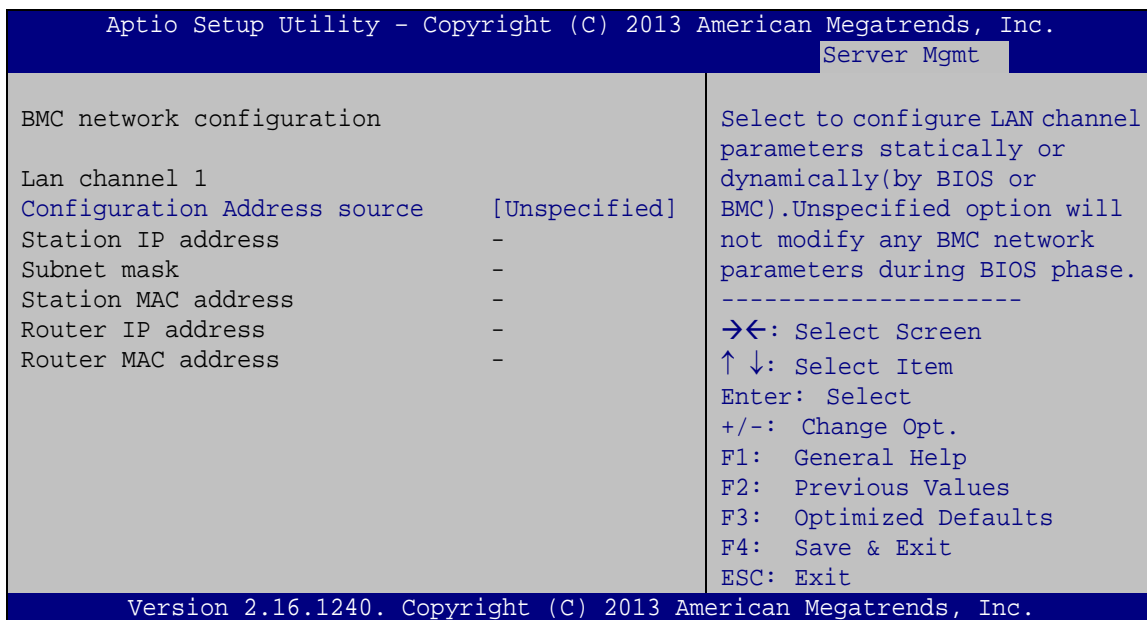 Aptio Setup Utility – Copyright (C) 2013 American Megatrends, Inc.
Server Mgmt
BMC network configuration
Lan channel 1
Configuration Address source [Unspecified]
Station IP address -
Subnet mask -
Station MAC address -
Router IP address -
Router MAC address -
Select to configure LAN channel
parameters statically or
dynamically(by BIOS or
BMC).Unspecified option will
not modify any BMC network
parameters during BIOS phase.
---------------------
→←: Select Screen
↑ ↓: Select Item
Enter: Select
+/-: Change Opt.
F1: General Help
F2: Previous Values
F3: Optimized Defaults
F4: Save & Exit
ESC: Exit
Version 2.16.1240. Copyright (C) 2013 American Megatrends, Inc.